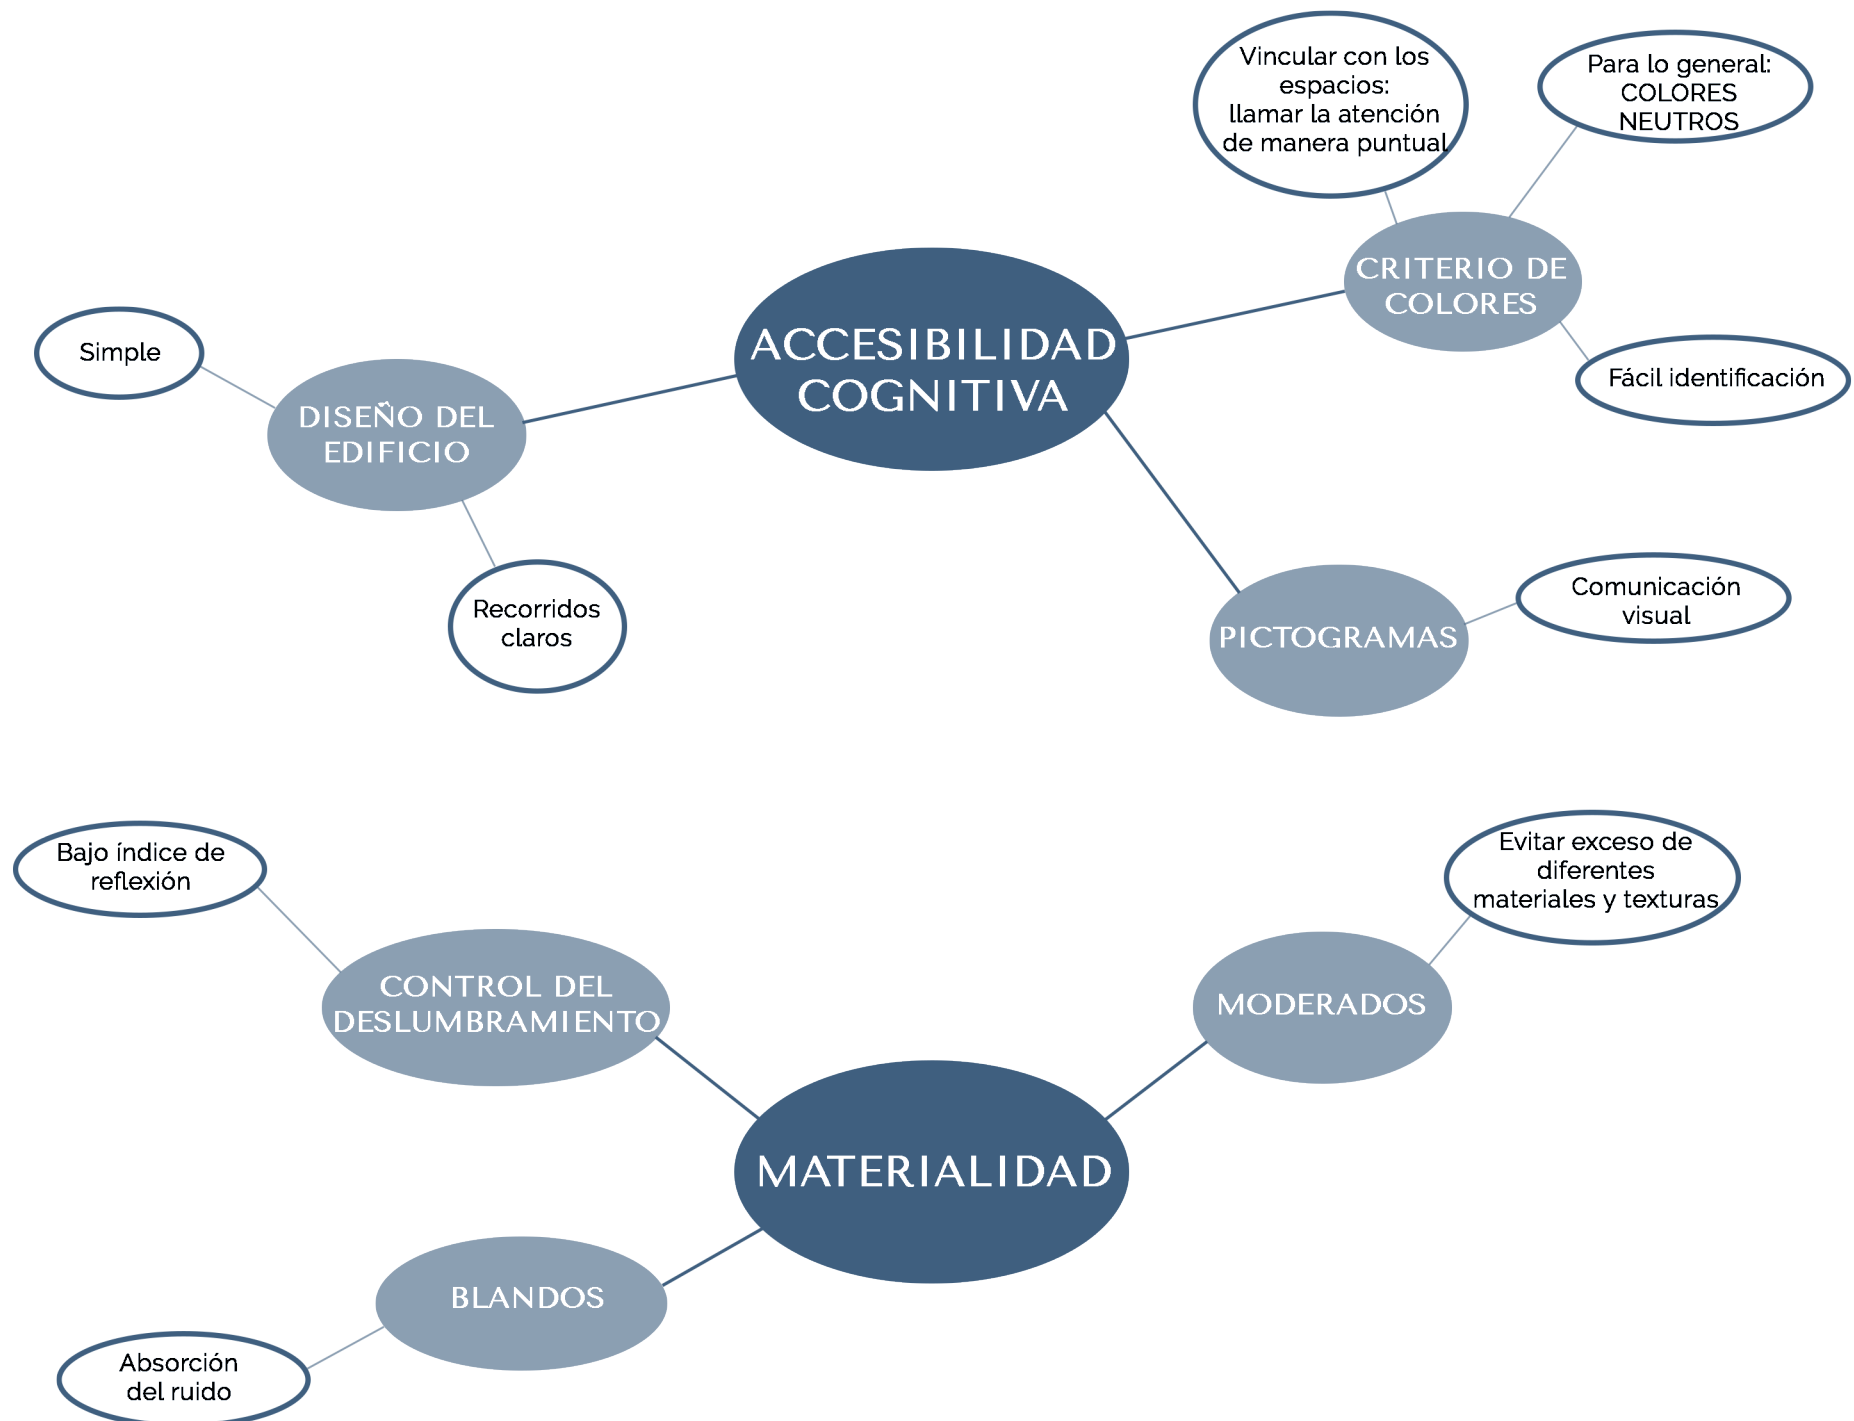 Vincular con los
espacios:
llamar la atención
de manera puntual
Para lo general:
COLORES
NEUTROS
CRITERIO DE
COLORES
Fácil identificación
ACCESIBILIDAD
COGNITIVA
Simple
DISEÑO DEL
EDIFICIO
Recorridos
claros
PICTOGRAMAS
Comunicación
visual
Bajo índice de
reflexión
CONTROL DEL
DESLUMBRAMIENTO
Evitar exceso de
diferentes
materiales y texturas
MODERADOS
MATERIALIDAD
BLANDOS
Absorción
del ruido